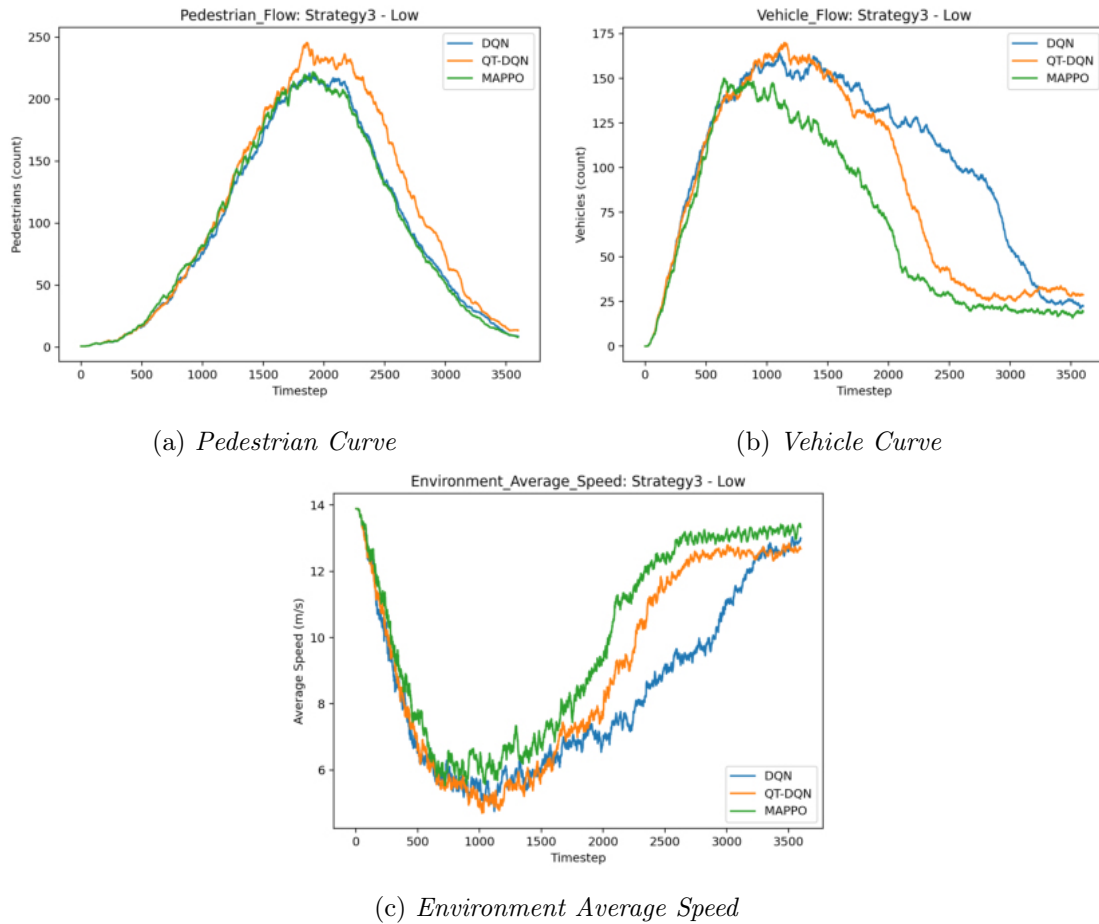 Pedestrian_Flow: Strategy3 - Low
250
200
150
100
50
0
Pedestrians (count)
DQN
QT-DQN
MAPPO
0 500 1000 1500 2000 2500 3000 3500
Timestep
(a) Pedestrian Curve
Vehicle_Flow: Strategy3 - Low
175
150
125
100
75
50
25
0
Vehicles (count)
DQN
QT-DQN
MAPPO
0 500 1000 1500 2000 2500 3000 3500
Timestep
(b) Vehicle Curve
Environment_Average_Speed: Strategy3 - Low
14
12
10
8
6
Average Speed (m/s)
DQN
QT-DQN
MAPPO
0 500 1000 1500 2000 2500 3000 3500
Timestep
(c) Environment Average Speed